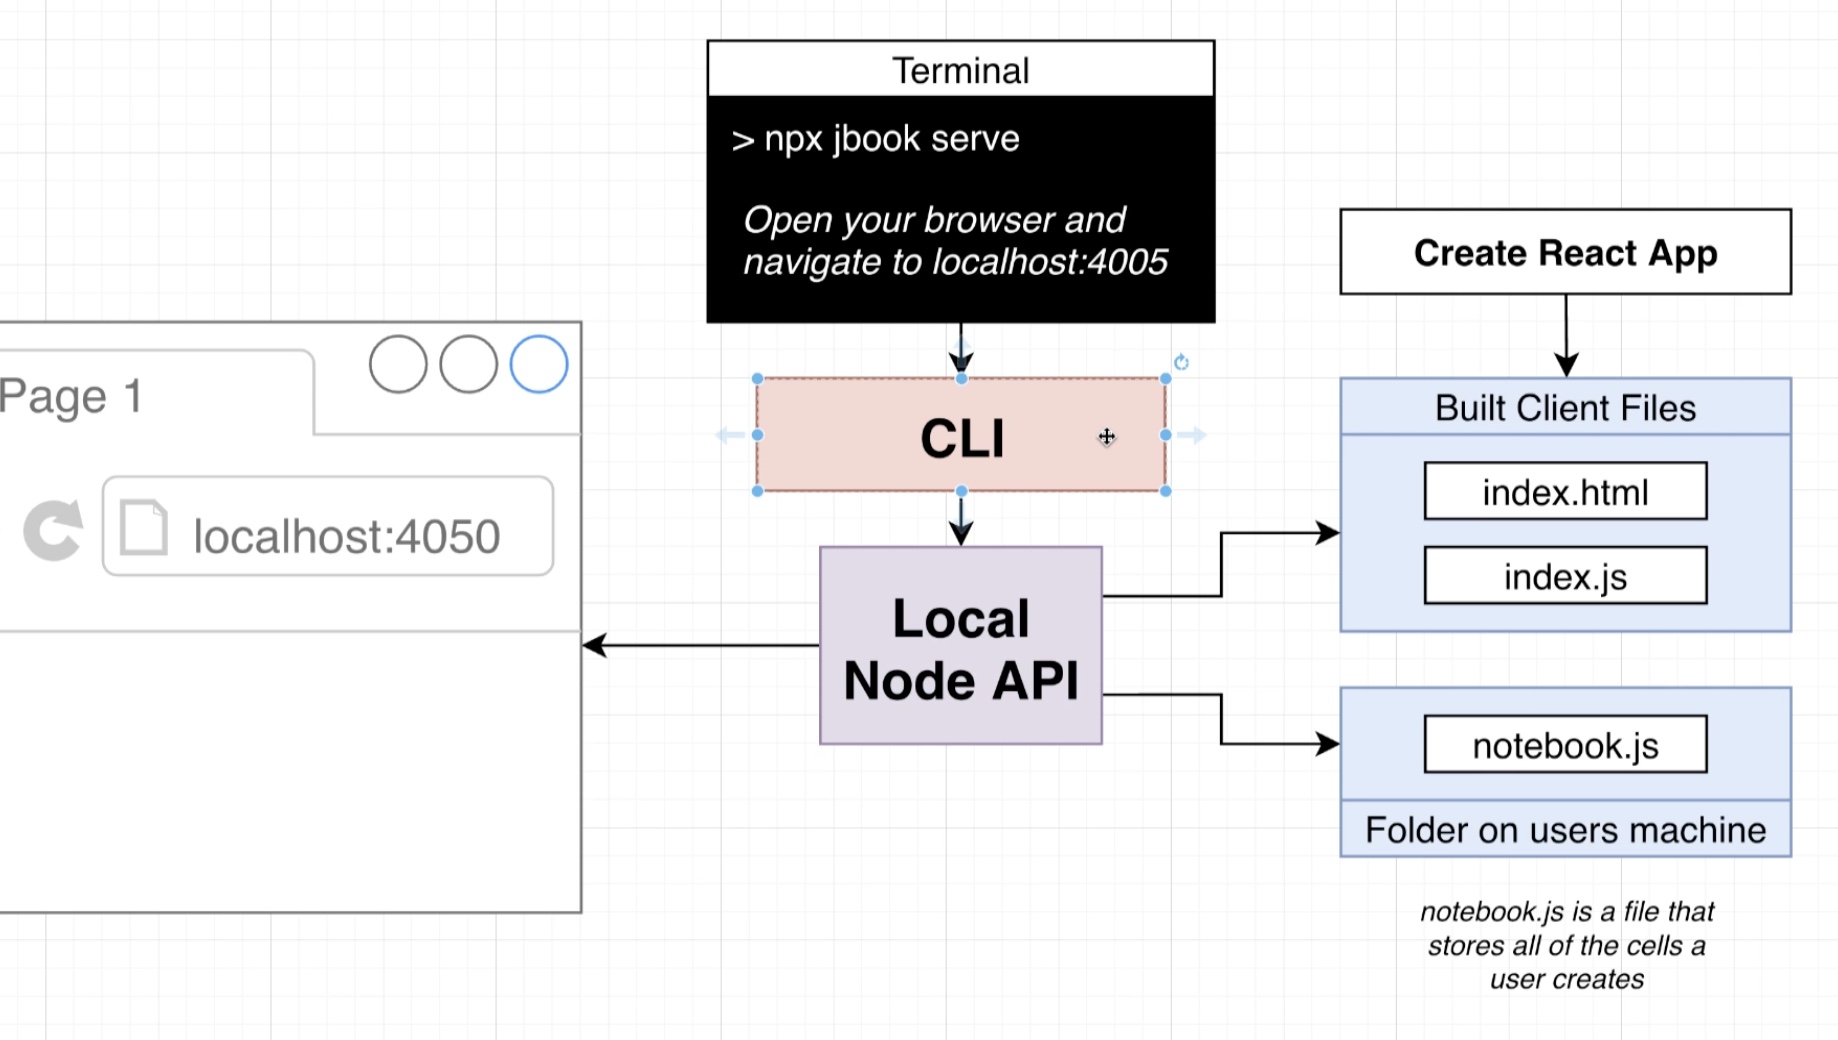 Terminal
> npx jbook serve
Open your browser and
navigate to localhost:4005
Create React App
Page 1
CLI
Built Client Files
index.html
index.js
localhost:4050
Local
Node API
notebook.js
Folder on users machine
notebook.js is a file that
stores all of the cells a
user creates